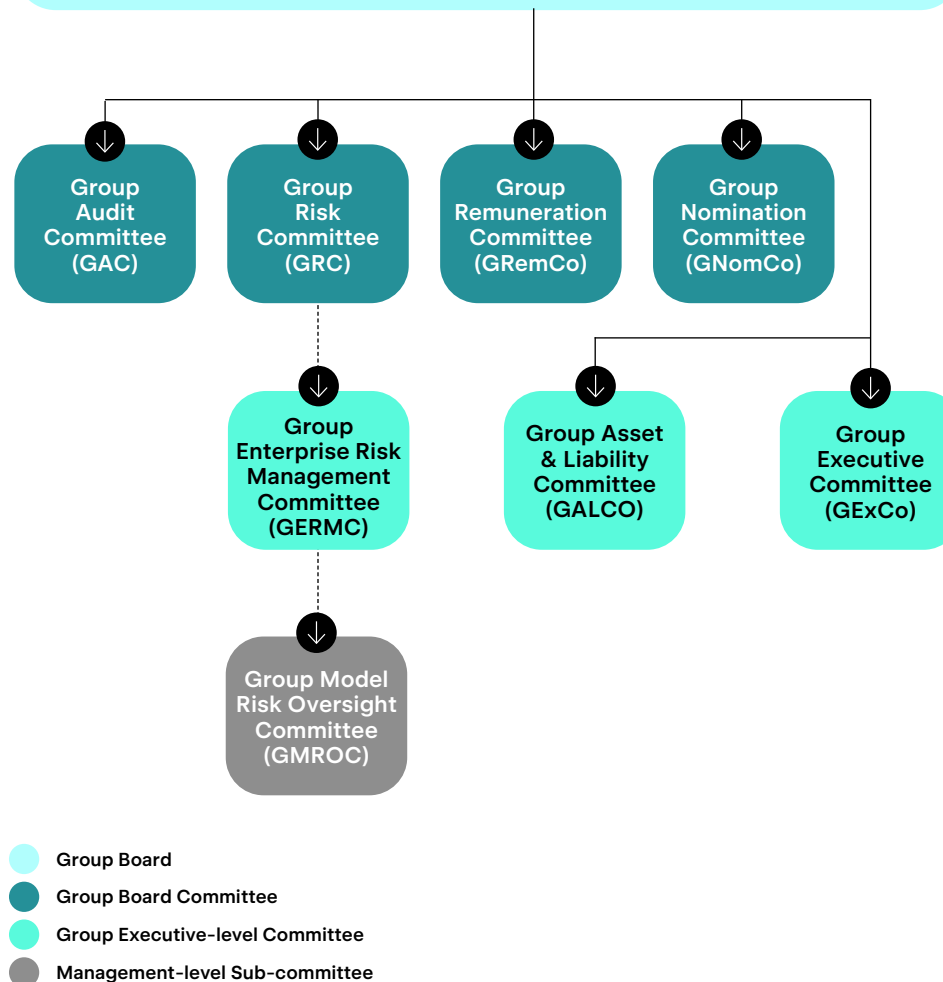 Group
Audit
Committee
(GAC)
Group
Risk
Committee
(GRC)
Group
Remuneration
Committee
(GRemCo)
Group
Nomination
Committee
(GNomCo)
Group
Enterprise Risk
Management
Committee
(GERMC)
Group Asset
& Liability
Committee
(GALCO)
Group
Executive
Committee
(GExCo)
Group Model
Risk Oversight
Committee
(GMROC)
Group Board
Group Board Committee
Group Executive-level Committee
Management-level Sub-committee